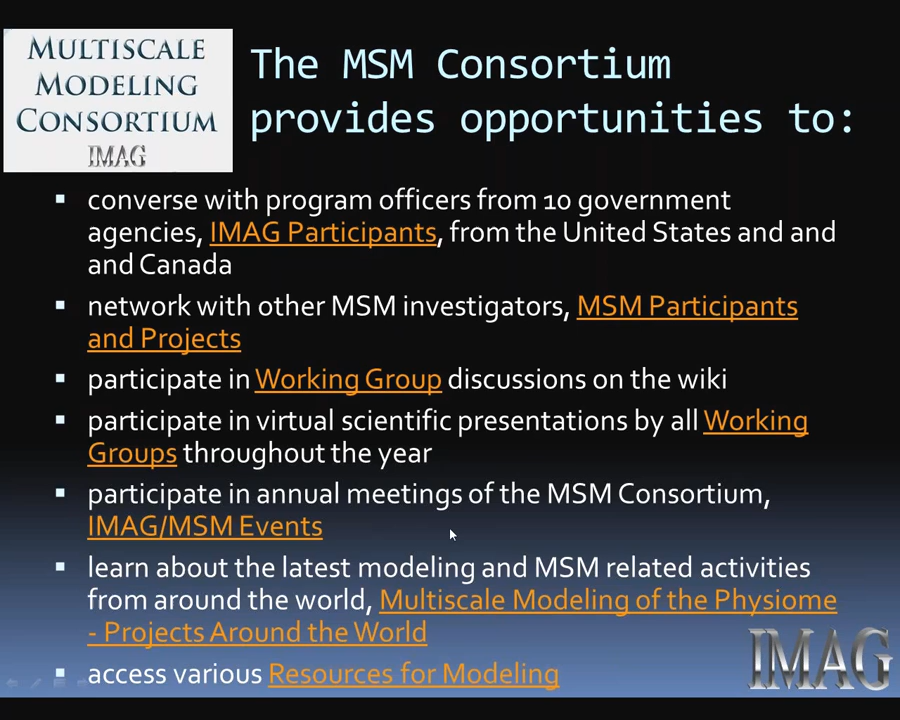 MULTISCALE
MODELING
CONSORTIUM
IMAG
The MSM Consortium
provides opportunities to:
▪ converse with program officers from 10 government
agencies, IMAG Participants, from the United States and and
and Canada
▪ network with other MSM investigators, MSM Participants
and Projects
▪ participate in Working Group discussions on the wiki
▪ participate in virtual scientific presentations by all Working
Groups throughout the year
▪ participate in annual meetings of the MSM Consortium,
IMAG/MSM Events
▪ learn about the latest modeling and MSM related activities
from around the world, Multiscale Modeling of the Physiome
- Projects Around the World
▪ access various Resources for Modeling
IMAG